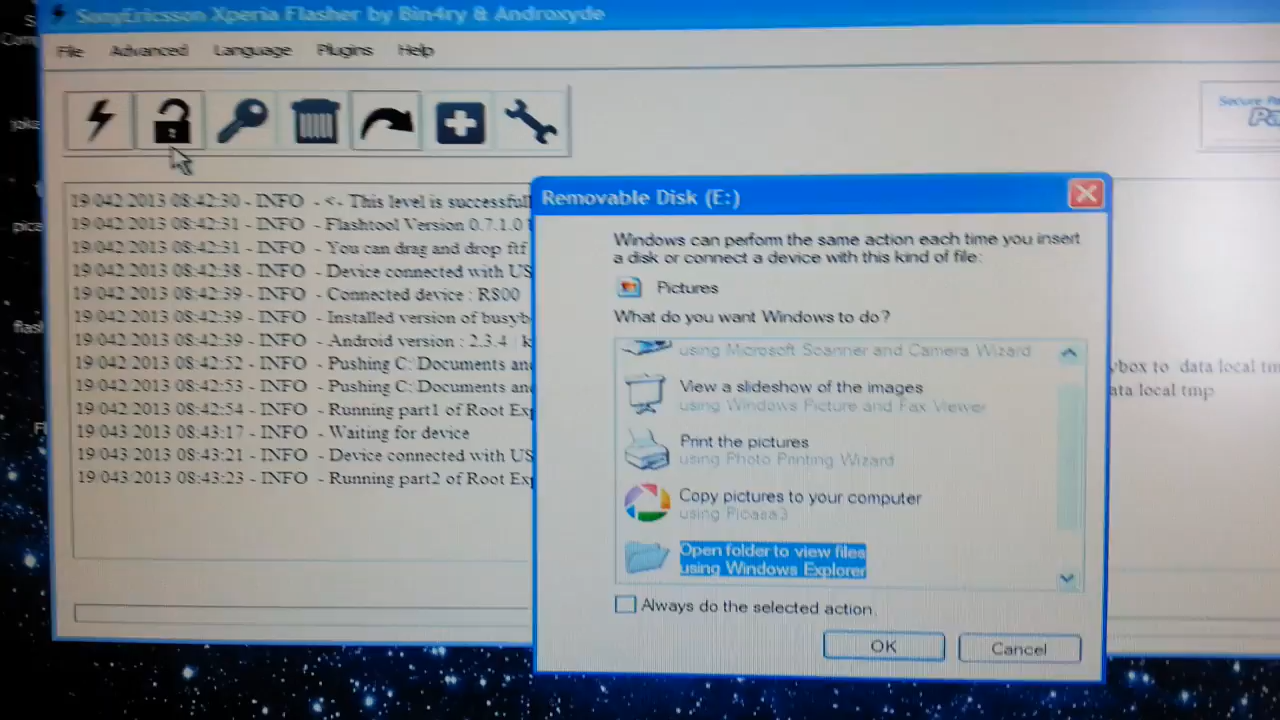 SonyEricsson Xperia Flasher by Bin4ry & Androxyde
File Advanced Language Plugins Help
Secure
19 042 2013 08:42:30 - INFO - <- This level is successful
19 042 2013 08:42:31 - INFO - Flashtool Version 0.7.1.0
19 042 2013 08:42:31 - INFO - You can drag and drop ftf
19 042 2013 08:42:38 - INFO - Device connected with US
19 042 2013 08:42:39 - INFO - Connected device : R800
19 042 2013 08:42:39 - INFO - Installed version of busyb
19 042 2013 08:42:39 - INFO - Android version : 2.3.4 / k
19 042 2013 08:42:52 - INFO - Pushing C: Documents and
19 042 2013 08:42:53 - INFO - Pushing C: Documents and
19 042 2013 08:42:54 - INFO - Running part1 of Root Ex
19 043 2013 08:43:17 - INFO - Waiting for device
19 043 2013 08:43:21 - INFO - Device connected with US
19 043 2013 08:43:23 - INFO - Running part2 of Root Ex
ybox to data local tm
ata local tmp
Removable Disk (E:)
Windows can perform the same action each time you insert
a disk or connect a device with this kind of file:
Pictures
What do you want Windows to do?
using Microsoft Scanner and Camera Wizard
View a slideshow of the images
using Windows Picture and Fax Viewer
Print the pictures
using Photo Printing Wizard
Copy pictures to your computer
using Picasa3
Open folder to view files
using Windows Explorer
Always do the selected action.
OK Cancel